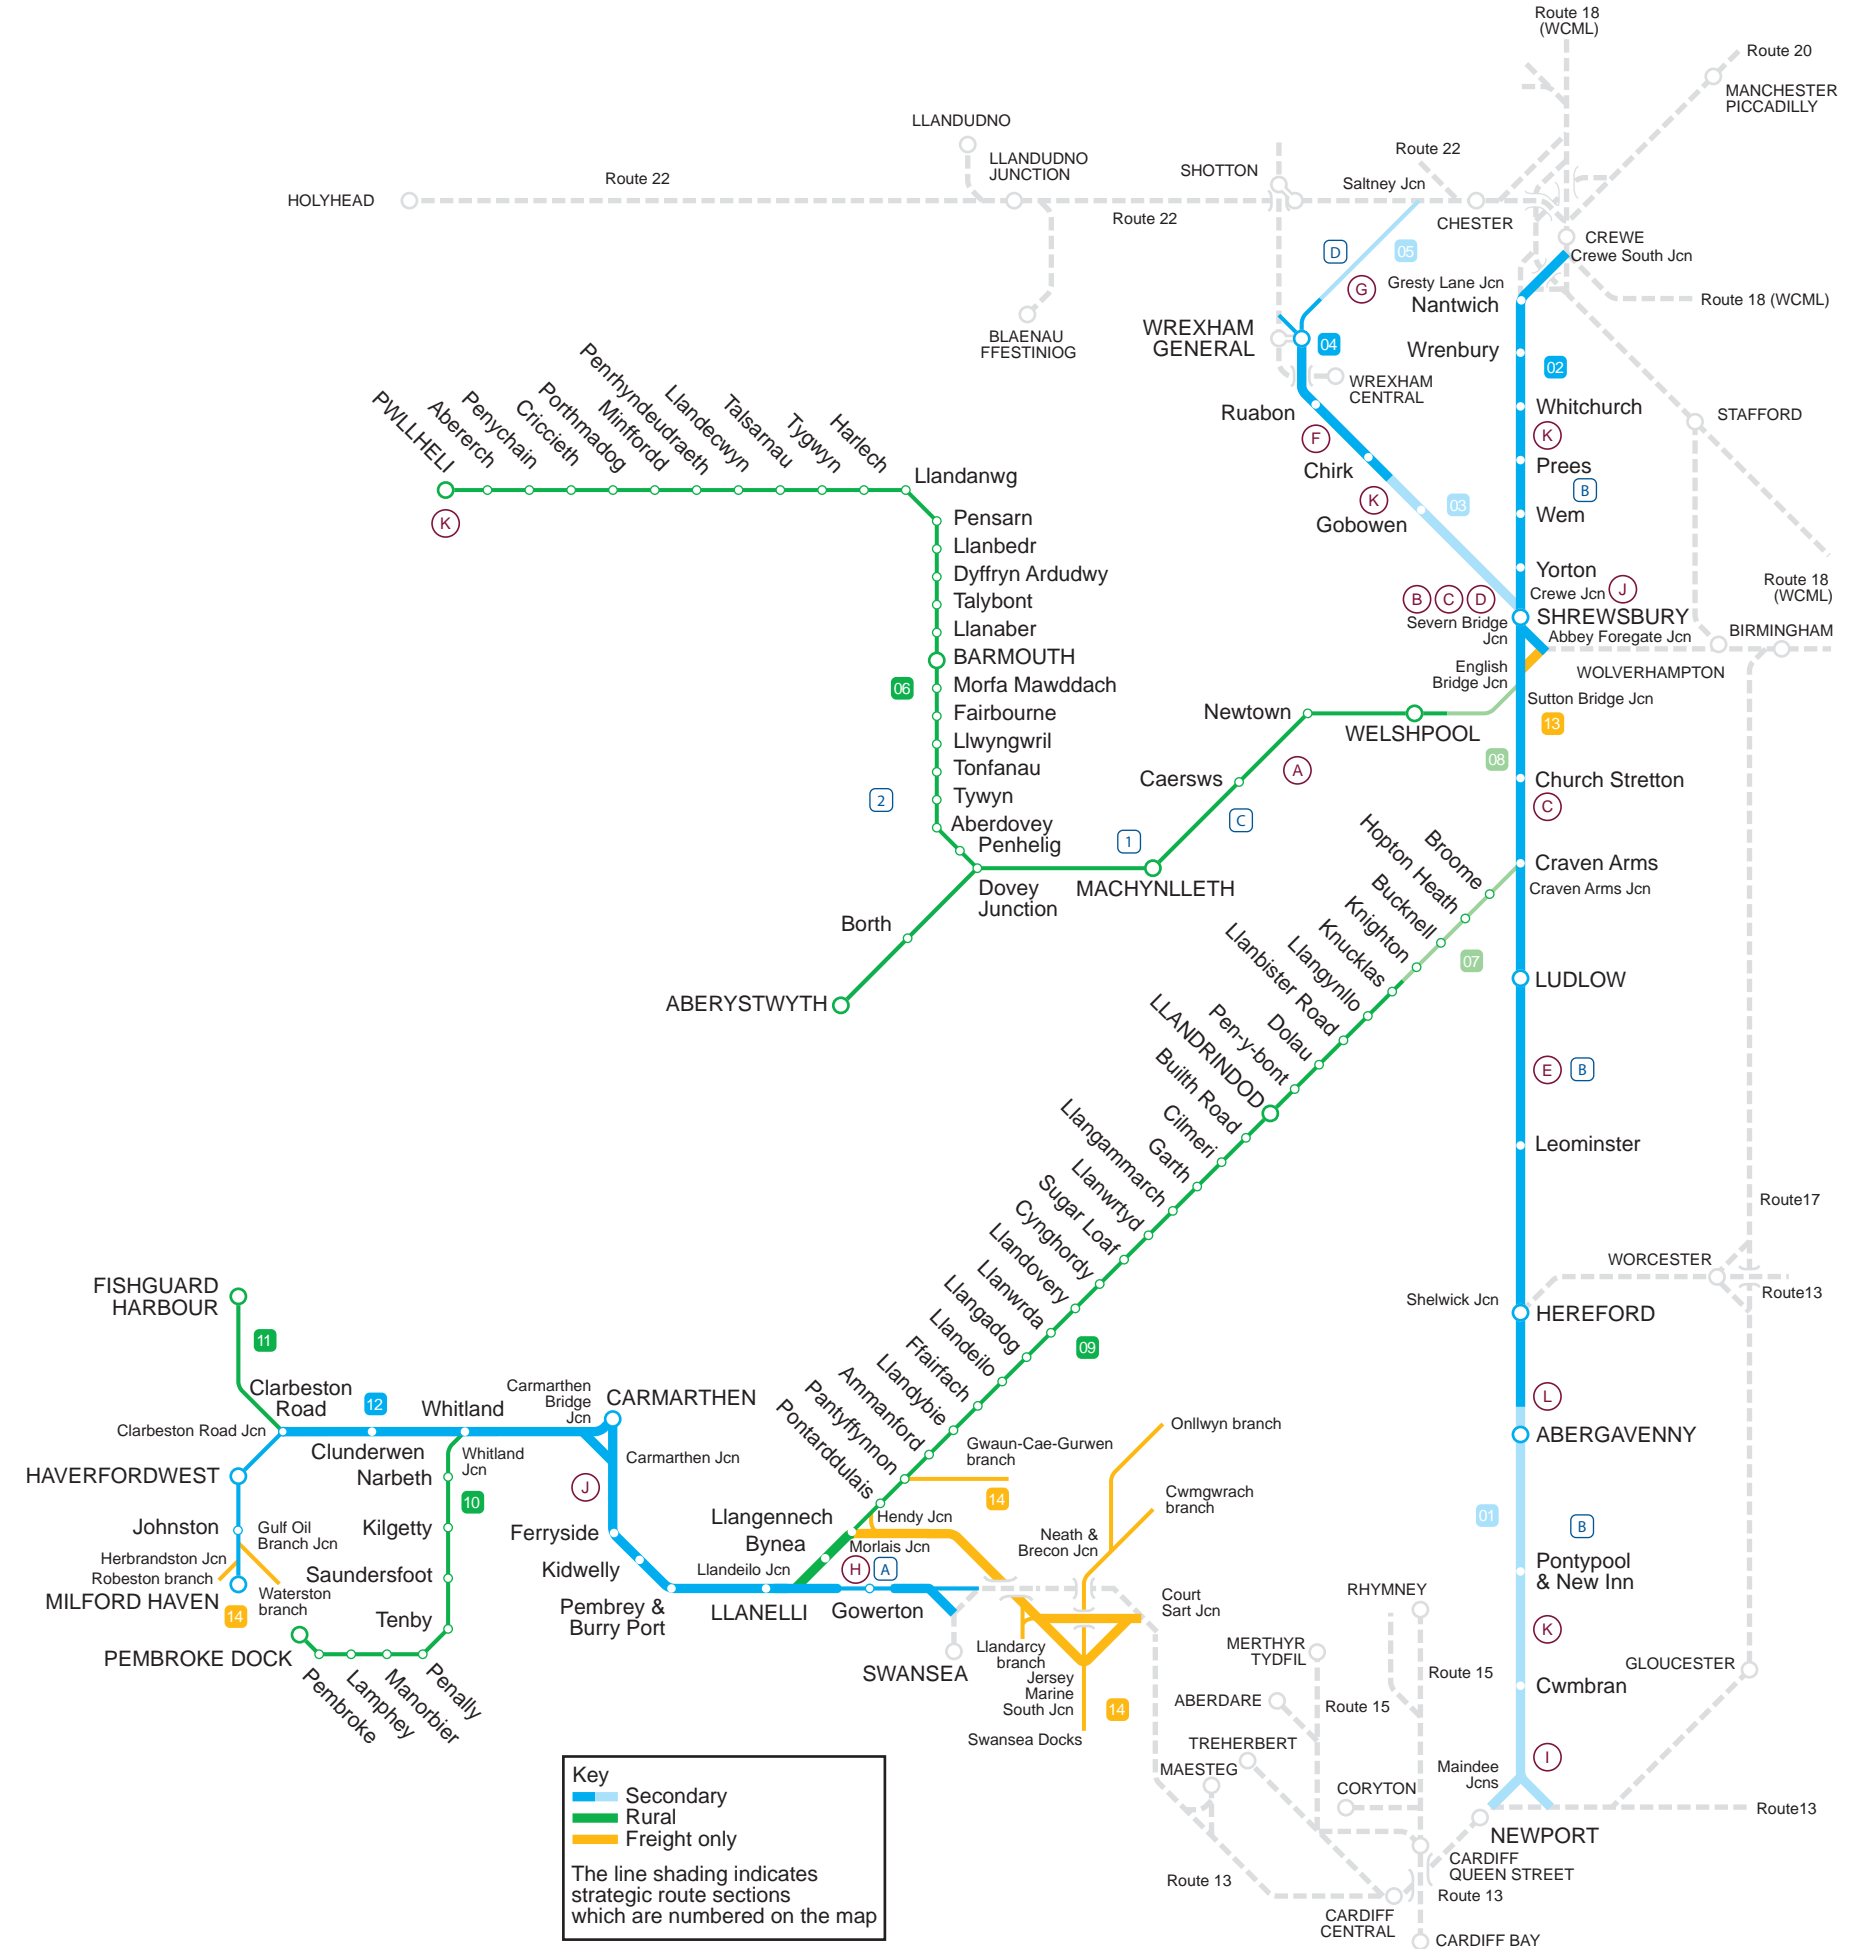 Route 18
(WCML)
Route 20
MANCHESTER
PICCADILLY
LLANDUDNO
LLANDUDNO
JUNCTION
SHOTTON
Route 22
Saltney Jcn
HOLYHEAD
Route 22
Route 22
CHESTER
CREWE
Crewe South Jcn
D
05
G
Gresty Lane Jcn
Nantwich
Route 18 (WCML)
BLAENAU
FFESTINIOG
WREXHAM
GENERAL
04
Wrenbury
02
WREXHAM
CENTRAL
Ruabon
Whitchurch
STAFFORD
K
F
Chirk
Prees
B
K
Gobowen
03
Wem
PWLLHELI
Abererch
Penychain
Criccieth
Porthmadog
Minffordd
Penrhyndeudraeth
Llandecwyn
Talsarnau
Tygwyn
Harlech
Llandanwg
K
Pensarn
Llanbedr
Dyffryn Ardudwy
Talybont
Llanaber
BARMOUTH
Morfa Mawddach
06
Fairbourne
Llwyngwril
Tonfanau
Tywyn
2
Aberdovey
Penhelig
Dovey
Junction
Borth
ABERYSTWYTH
1
MACHYNLLETH
C
Caersws
A
Newtown
WELSHPOOL
Yorton
Crewe Jcn
J
B
C
D
SHREWSBURY
Severn Bridge
Jcn
Abbey Foregate Jcn
Route 18
(WCML)
BIRMINGHAM
WOLVERHAMPTON
English
Bridge Jcn
Sutton Bridge Jcn
13
08
Church Stretton
C
Craven Arms
Craven Arms Jcn
Broome
Hopton Heath
Bucknell
Knighton
07
Knucklas
Llangynllo
Llanbister Road
Dolau
Pen-y-bont
LLANDRINDOD
Builth Road
Cilmeri
Garth
Llangammarch
Llanwrtyd
Sugar Loaf
Cynghordy
Llandovery
Llanwrda
Llangadog
Llandeilo
Ffairfach
Llandybie
Ammanford
Pantyffynnon
Pontarddulais
09
LUDLOW
E
B
Leominster
Route17
WORCESTER
Route13
Shelwick Jcn
HEREFORD
L
ABERGAVENNY
01
B
Pontypool
& New Inn
K
Cwmbran
GLOUCESTER
I
Maindee
Jcns
Route13
NEWPORT
FISHGUARD
HARBOUR
11
Clarbeston
Road
12
Whitland
Carmarthen
Bridge
Jcn
CARMARTHEN
Clarbeston Road Jcn
Clunderwen
Whitland
Jcn
Carmarthen Jcn
HAVERFORDWEST
Narbeth
J
10
Johnston
Gulf Oil
Branch Jcn
Kilgetty
Ferryside
Herbrandston Jcn
Robeston branch
Saundersfoot
Kidwelly
MILFORD HAVEN
14
Waterston
branch
Tenby
Pembrey &
Burry Port
PEMBROKE DOCK
Pembroke
Lamphey
Manorbier
Penally
Llangennech
Bynea
Llandeilo Jcn
LLANELLI
Gowerton
H
A
Hendy Jcn
Morlais Jcn
Gwaun-Cae-Gurwen
branch
14
Onllwyn branch
Cwmgwrach
branch
Neath &
Brecon Jcn
Court
Sart Jcn
SWANSEA
Llandarcy
branch
Jersey
Marine
South Jcn
14
Swansea Docks
RHYMNEY
MERTHYR
TYDFIL
Route 15
ABERDARE
Route 15
TREHERBERT
MAESTEG
CORYTON
CARDIFF
QUEEN STREET
Route 13
Route 13
CARDIFF
CENTRAL
CARDIFF BAY
Key
Secondary
Rural
Freight only
The line shading indicates
strategic route sections
which are numbered on the map